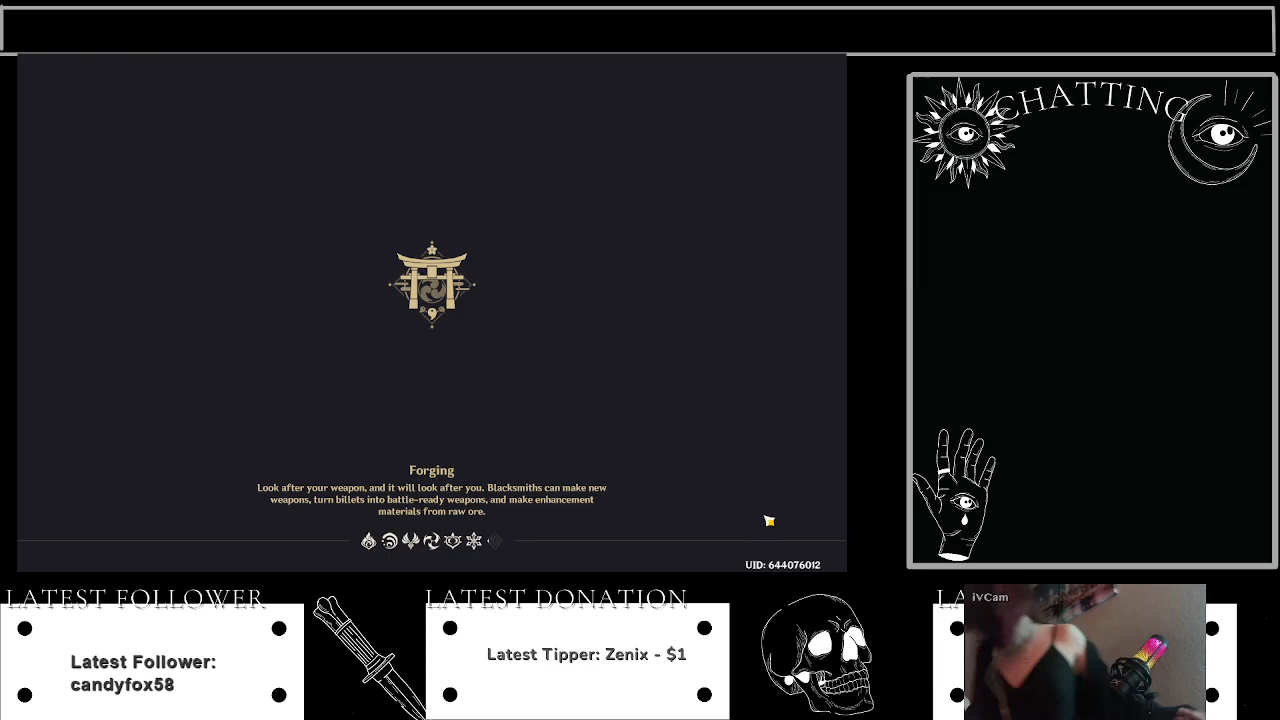 CHATTING
Forging
Look after your weapon, and it will look after you. Blacksmiths can make new
weapons, turn billets into battle-ready weapons, and make enhancement
materials from raw ore.
UID: 644076012
LATEST FOLLOWER
LATEST DONATION
LA
iVCam
Latest Follower:
candyfox58
Latest Tipper: Zenix - $1